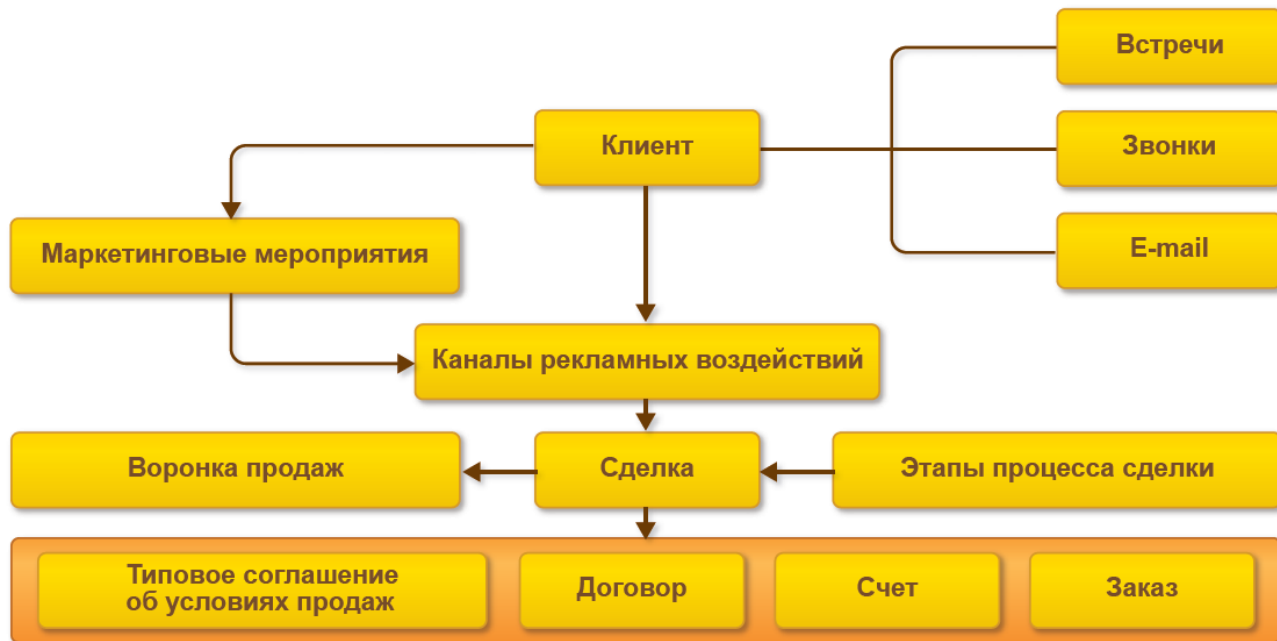 Встречи
Клиент
Звонки
Маркетинговые мероприятия
E-mail
Каналы рекламных воздействий
Воронка продаж
Сделка
Этапы процесса сделки
Типовое соглашение
об условиях продаж
Договор
Счет
Заказ